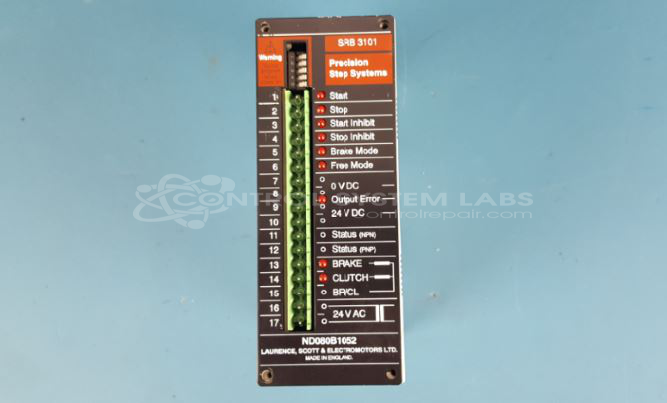 SRB 3101
Warning
Precision
Step Systems
1 Start
2 Stop
3 Start Inhibit
4 Stop Inhibit
5 Brake Mode
6 Free Mode
7
0 V DC
8
Output Error
9
24 V DC
10
11 Status (NPN)
12 Status (PNP)
13 BRAKE
14 CLUTCH
15 BR/CL
16
24 V AC
17
CONTROL SYSTEM LABS
controlrepair.com
ND080B1052
LAURENCE, SCOTT & ELECTROMOTORS LTD.
MADE IN ENGLAND.